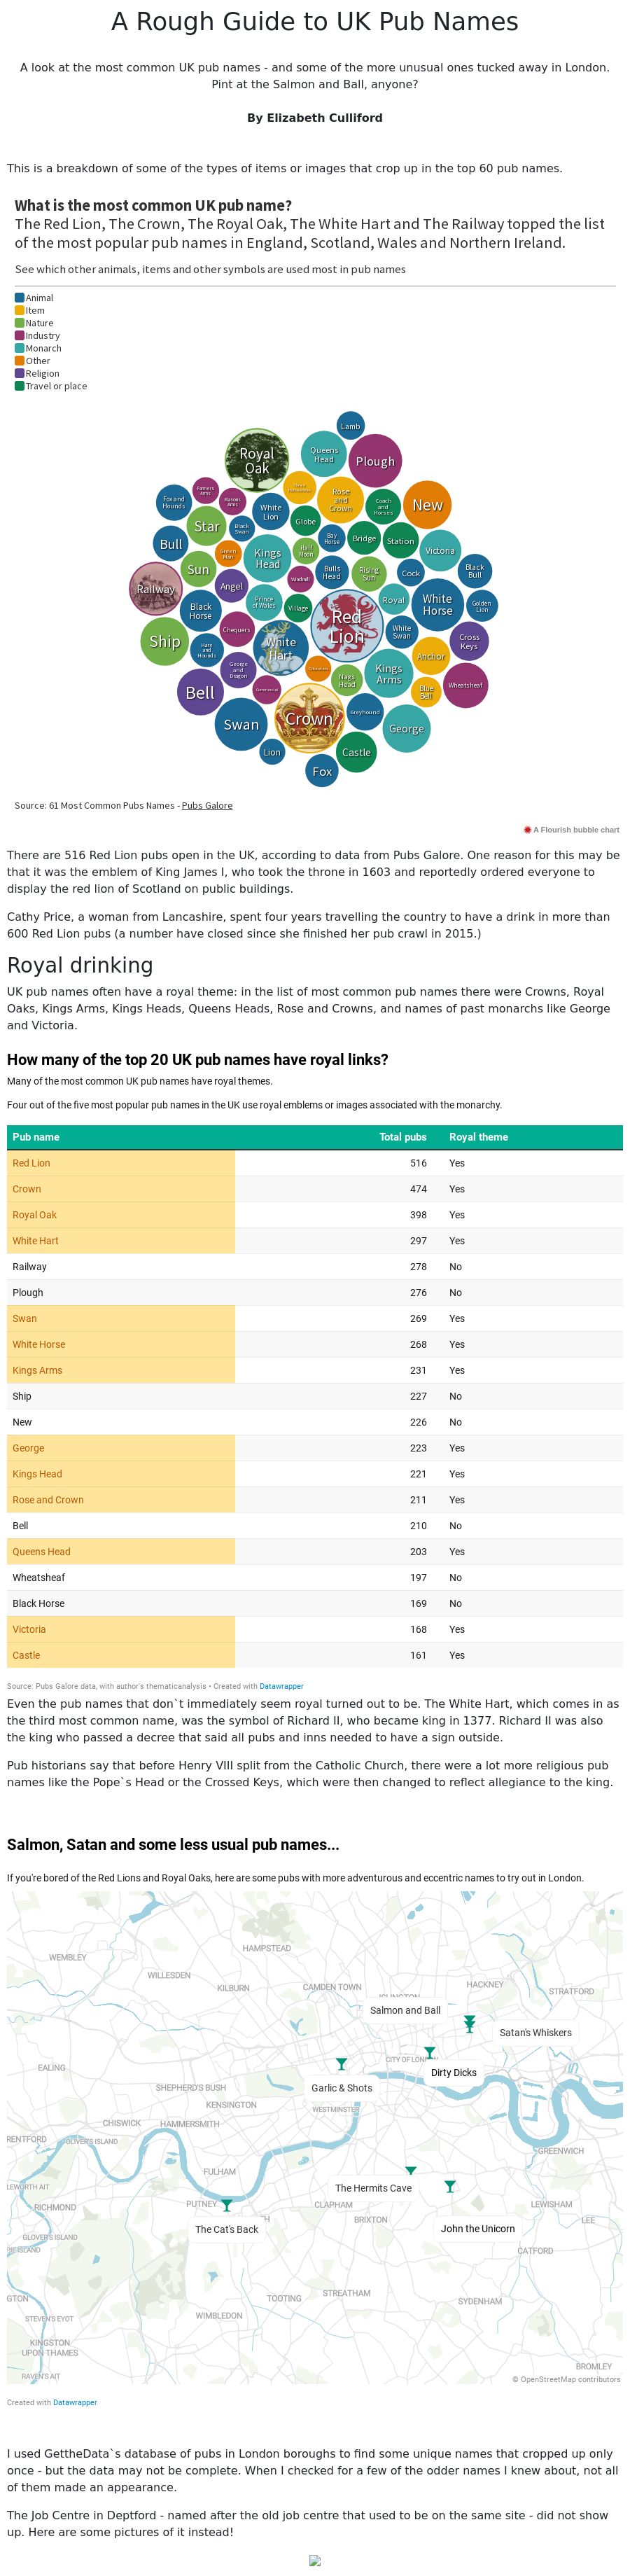 A Rough Guide to UK Pub Names
A look at the most common UK pub names - and some of the more unusual ones tucked away in London.
Pint at the Salmon and Ball, anyone?
By Elizabeth Culliford
This is a breakdown of some of the types of items or images that crop up in the top 60 pub names.
What is the most common UK pub name?
The Red Lion, The Crown, The Royal Oak, The White Hart and The Railway topped the list
of the most popular pub names in England, Scotland, Wales and Northern Ireland.
See which other animals, items and other symbols are used most in pub names
Animal
Item
Nature
Industry
Monarch
Other
Religion
Travel or place
Lamb
Royal
Oak
Queens
Head
Plough
Farmers
Arms
Masons
Arms
Rose
and
Crown
Coach
and
Horses
New
Fox and
Hounds
White
Lion
Globe
Star
Black
Swan
Bay
Horse
Bridge
Station
Victoria
Bull
Green
Man
Kings
Head
Half
Moon
Sun
Angel
Bulls
Head
Rising
Sun
Cock
Black
Bull
Railway
Prince
of Wales
Village
Royal
White
Horse
Golden
Lion
Black
Horse
Red
Lion
Ship
Chequers
White
Hart
White
Swan
Cross
Keys
Hare
and
Hounds
George
and
Dragon
Anchor
Kings
Arms
Wheatsheaf
Bell
Nags
Head
Blue
Bell
Swan
Crown
Greyhound
George
Lion
Castle
Fox
Source: 61 Most Common Pubs Names - Pubs Galore
A Flourish bubble chart
There are 516 Red Lion pubs open in the UK, according to data from Pubs Galore. One reason for this may be
that it was the emblem of King James I, who took the throne in 1603 and reportedly ordered everyone to
display the red lion of Scotland on public buildings.
Cathy Price, a woman from Lancashire, spent four years travelling the country to have a drink in more than
600 Red Lion pubs (a number have closed since she finished her pub crawl in 2015.)
Royal drinking
UK pub names often have a royal theme: in the list of most common pub names there were Crowns, Royal
Oaks, Kings Arms, Kings Heads, Queens Heads, Rose and Crowns, and names of past monarchs like George
and Victoria.
How many of the top 20 UK pub names have royal links?
Many of the most common UK pub names have royal themes.
Four out of the five most popular pub names in the UK use royal emblems or images associated with the monarchy.
Pub name Total pubs Royal theme
Red Lion 516 Yes
Crown 474 Yes
Royal Oak 398 Yes
White Hart 297 Yes
Railway 278 No
Plough 276 No
Swan 269 Yes
White Horse 268 Yes
Kings Arms 231 Yes
Ship 227 No
New 226 No
George 223 Yes
Kings Head 221 Yes
Rose and Crown 211 Yes
Bell 210 No
Queens Head 203 Yes
Wheatsheaf 197 No
Black Horse 169 No
Victoria 168 Yes
Castle 161 Yes
Source: Pubs Galore data, with author's thematicanalysis • Created with Datawrapper
Even the pub names that don`t immediately seem royal turned out to be. The White Hart, which comes in as
the third most common name, was the symbol of Richard II, who became king in 1377. Richard II was also
the king who passed a decree that said all pubs and inns needed to have a sign outside.
Pub historians say that before Henry VIII split from the Catholic Church, there were a lot more religious pub
names like the Pope`s Head or the Crossed Keys, which were then changed to reflect allegiance to the king.
Salmon, Satan and some less usual pub names...
If you're bored of the Red Lions and Royal Oaks, here are some pubs with more adventurous and eccentric names to try out in London.
HAMPSTEAD
WEMBLEY
WILLESDEN
KILBURN
CAMDEN TOWN
HACKNEY
STRATFORD
Salmon and Ball
Satan's Whiskers
CITY OF
EALING
Dirty Dicks
SHEPHERD'S BUSH
Garlic & Shots
KENSINGTON
WESTMINSTER
CHISWICK
HAMMERSMITH
OLIVER'S ISLAND
GREENWICH
FULHAM
The Hermits Cave
RICHMOND
PUTNEY
CLAPHAM
LEWISHAM
BRIXTON
LEE
The Cat's Back
John the Unicorn
GLOVER'S ISLAND
CATFORD
TOOTING
STREATHAM
SYDENHAM
WIMBLEDON
STEVEN'S EYOT
KINGSTON
UPON THAMES
BROMLEY
RAVEN'S AIT
© OpenStreetMap contributors
Created with Datawrapper
I used GettheData`s database of pubs in London boroughs to find some unique names that cropped up only
once - but the data may not be complete. When I checked for a few of the odder names I knew about, not all
of them made an appearance.
The Job Centre in Deptford - named after the old job centre that used to be on the same site - did not show
up. Here are some pictures of it instead!